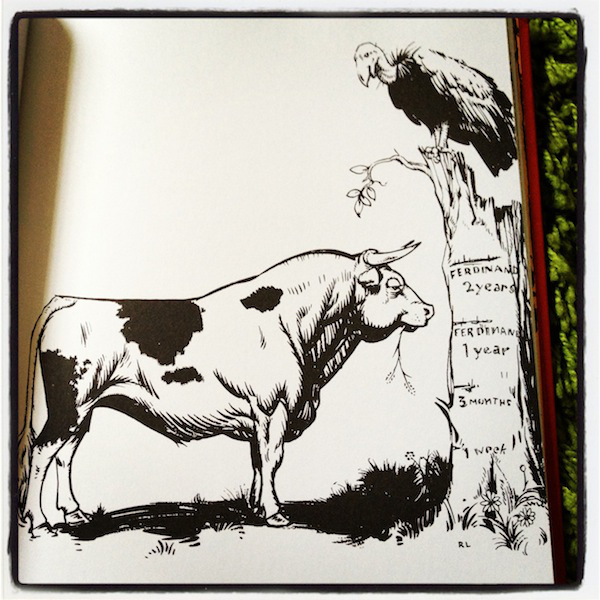 FERDINAND
2 years
FERDINAND
1 year
3 MONTHS
1 WEEK
RL